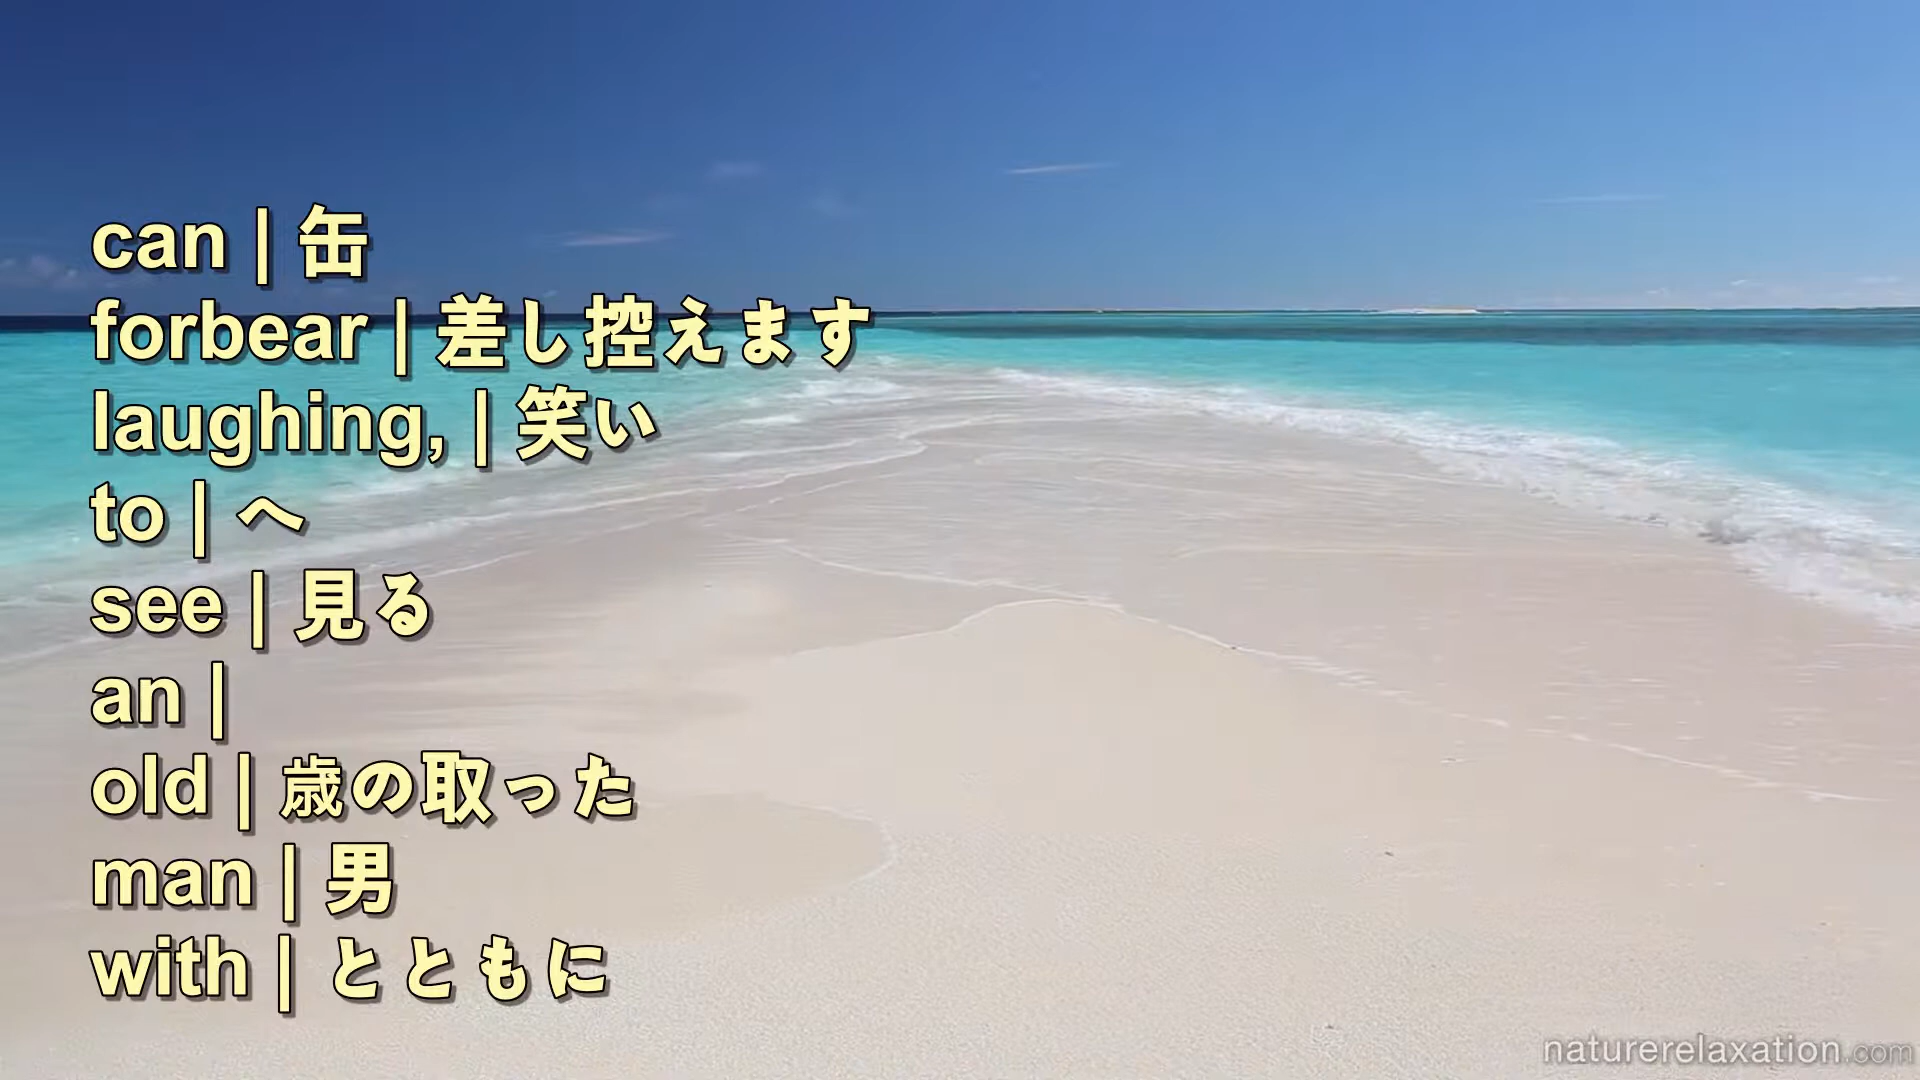 can | 缶
forbear | 差し控えます
laughing, | 笑い
to | へ
see | 見る
an |
old | 歳の取った
man | 男
with | とともに
naturerelaxation.com